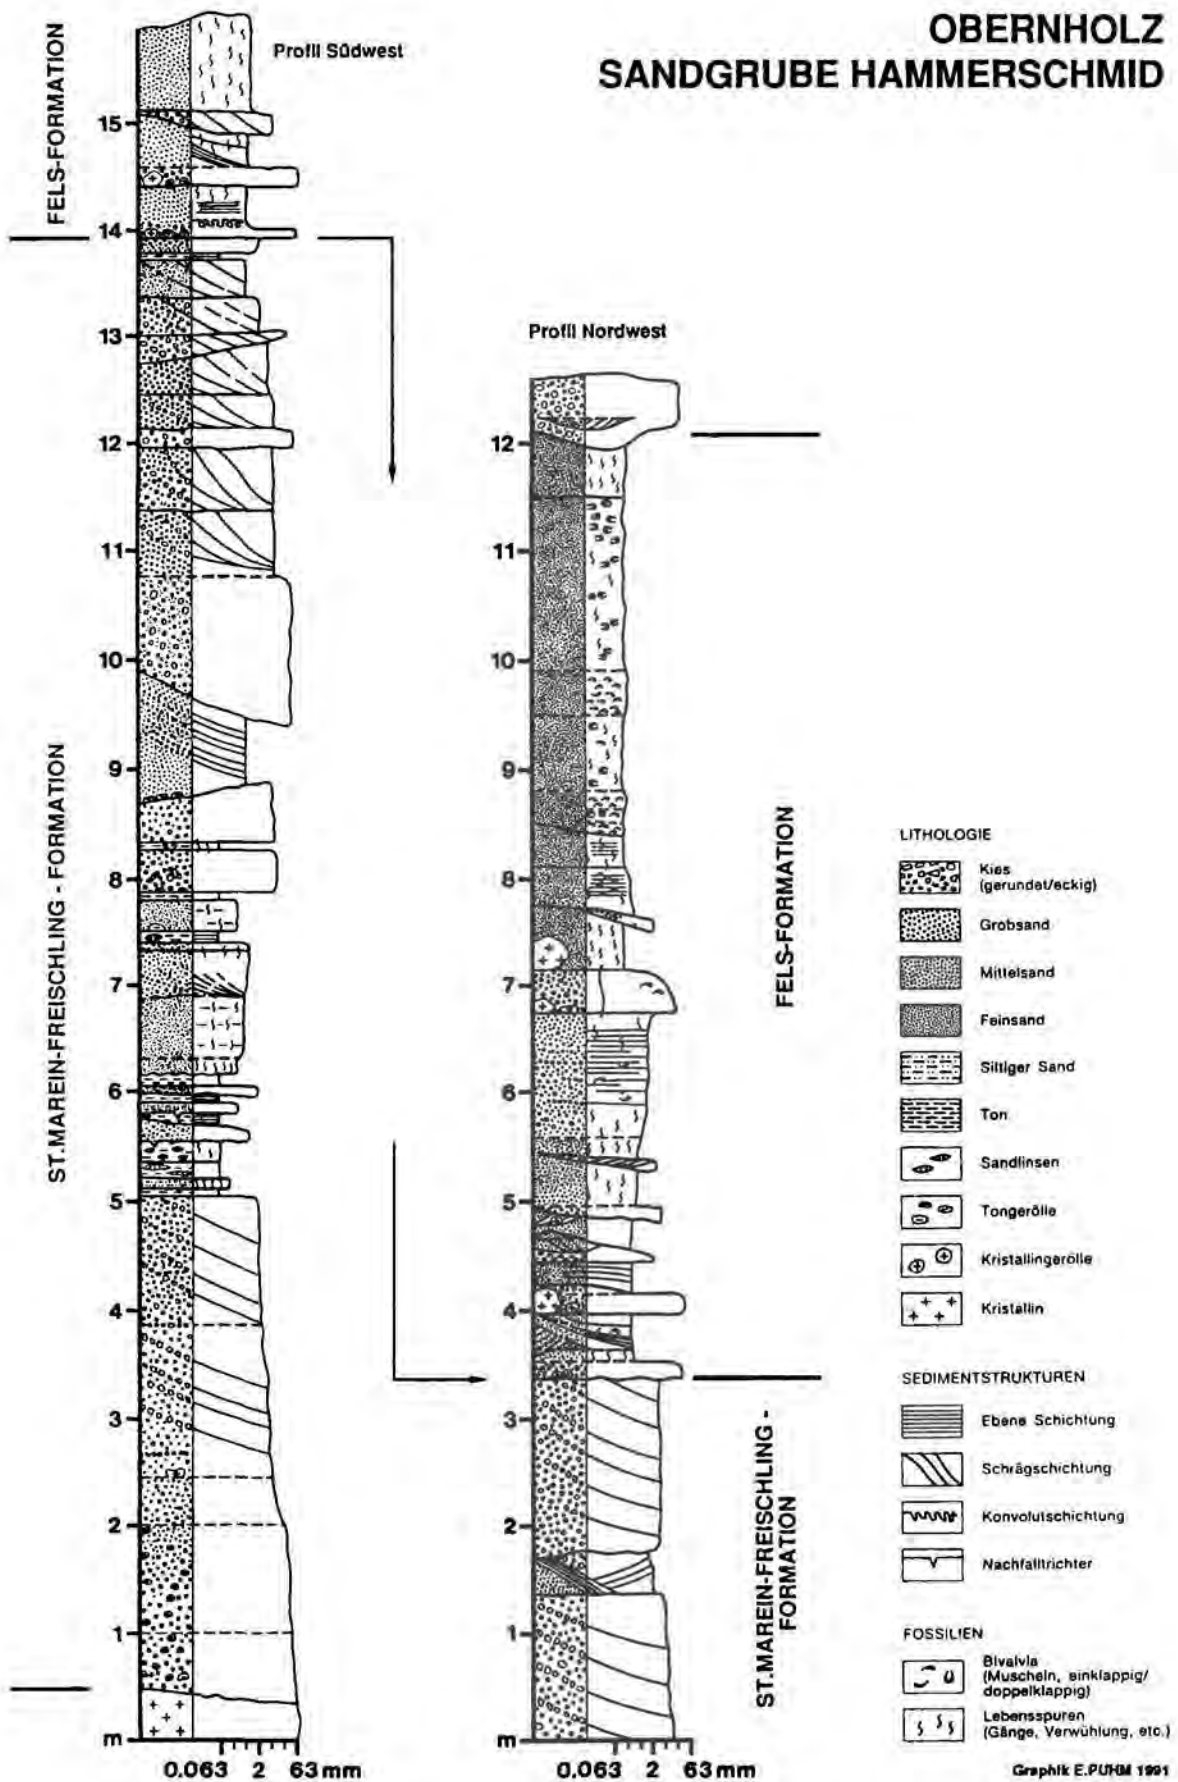 OBERNHOLZ
SANDGRUBE HAMMERSCHMID
Profil Südwest
FELS-FORMATION
ST.MAREIN-FREISCHLING - FORMATION
15
14
13
12
11
10
9
8
7
6
5
4
3
2
1
m
0.063 2 63 mm
Profil Nordwest
12
11
10
9
8
7
6
5
4
3
2
1
m
0.063 2 63 mm
FELS-FORMATION
ST.MAREIN-FREISCHLING -
FORMATION
LITHOLOGIE
Kies
(gerundet/eckig)
Grobsand
Mittelsand
Feinsand
Siltiger Sand
Ton
Sandlinsen
Tongerölle
Kristallingerölle
Kristallin
SEDIMENTSTRUKTUREN
Ebene Schichtung
Schrägschichtung
Konvolutschichtung
Nachfalltrichter
FOSSILIEN
Bivalvia
(Muscheln, einklappig/
doppelklappig)
Lebensspuren
(Gänge, Verwühlung, etc.)
Graphik E.PUHM 1991